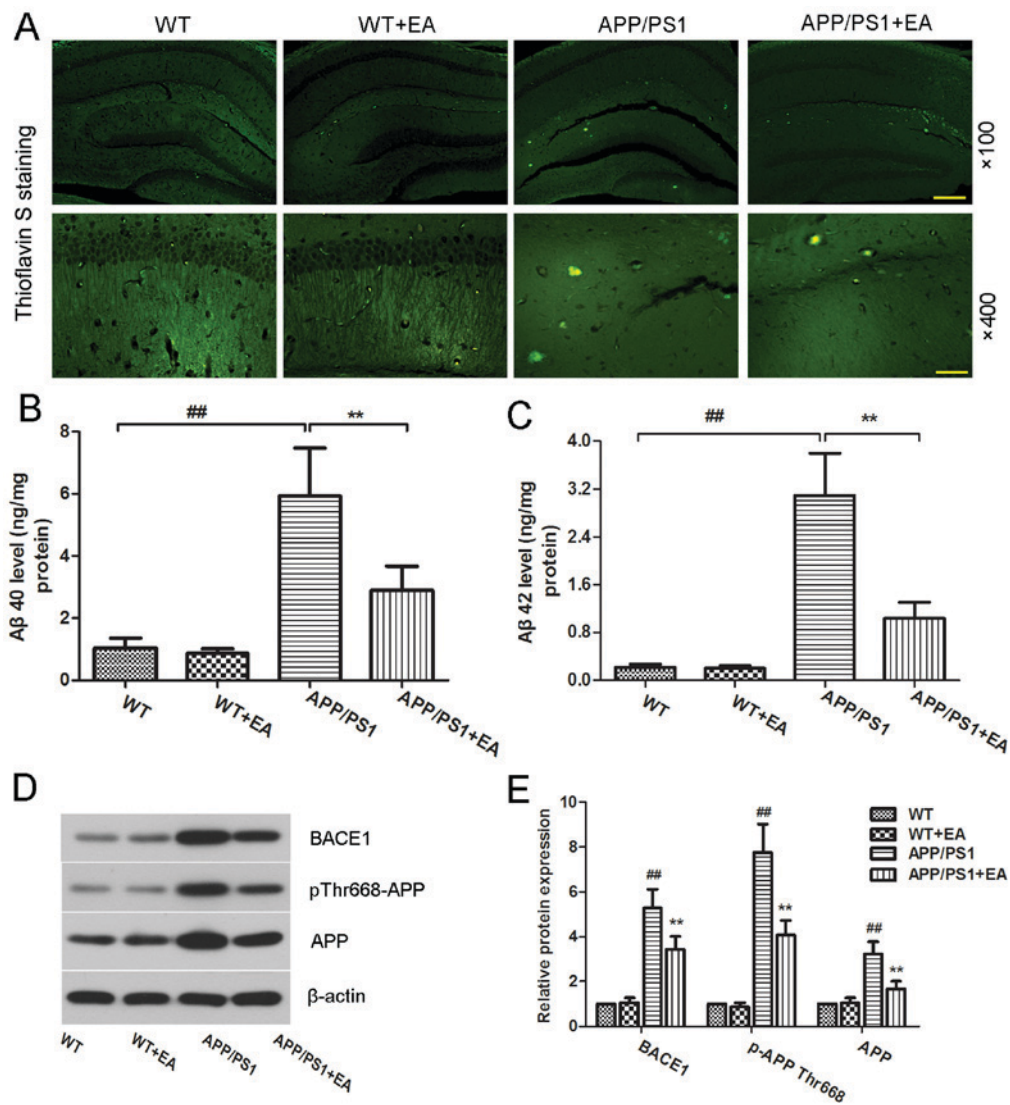 A
WT
WT+EA
APP/PS1
APP/PS1+EA
Thioflavin S staining
×100
×400
B
Aβ 40 level (ng/mg
protein)
8
6
4
2
0
##
**
WT
WT+EA
APP/PS1
APP/PS1+EA
C
Aβ 42 level (ng/mg
protein)
4.0
3.2
2.4
1.6
0.8
0.0
##
**
WT
WT+EA
APP/PS1
APP/PS1+EA
D
BACE1
pThr668-APP
APP
β-actin
WT
WT+EA
APP/PS1
APP/PS1+EA
E
Relative protein expression
10
8
6
4
2
0
##
**
##
**
##
**
WT
WT+EA
APP/PS1
APP/PS1+EA
BACE1
p-APP Thr668
APP